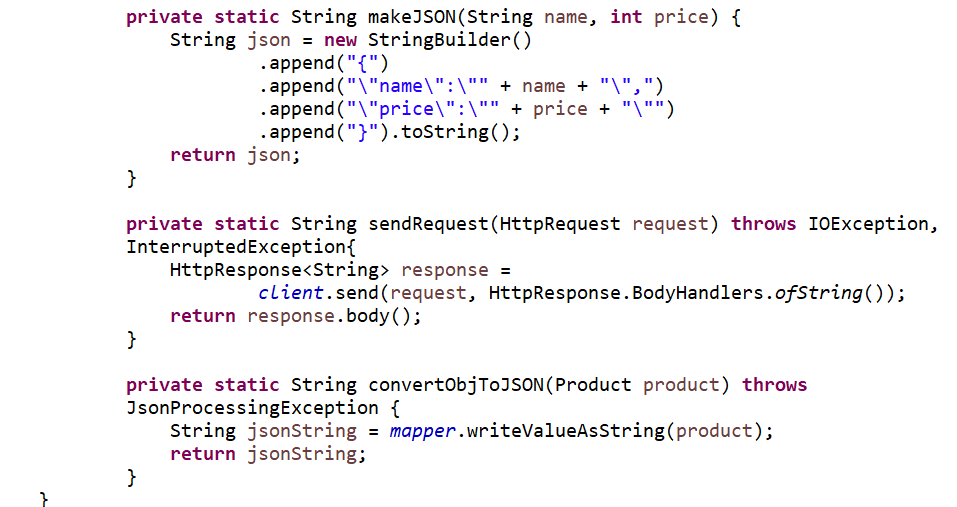 private static String makeJSON(String name, int price) {
String json = new StringBuilder()
.append("{")
.append("\"name\":\"" + name + "\",")
.append("\"price\":\"" + price + "\"")
.append("}").toString();
return json;
}
private static String sendRequest(HttpRequest request) throws IOException,
InterruptedException{
HttpResponse<String> response =
client.send(request, HttpResponse.BodyHandlers.ofString());
return response.body();
}
private static String convertObjToJSON(Product product) throws
JsonProcessingException {
String jsonString = mapper.writeValueAsString(product);
return jsonString;
}
}